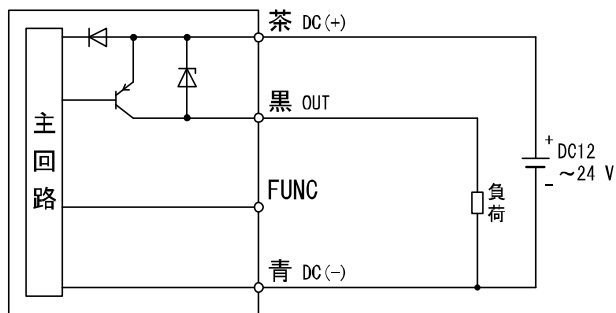 茶 DC(+)
黒 OUT
主回路
FUNC
青 DC(-)
負荷
+
DC12
～24 V
-